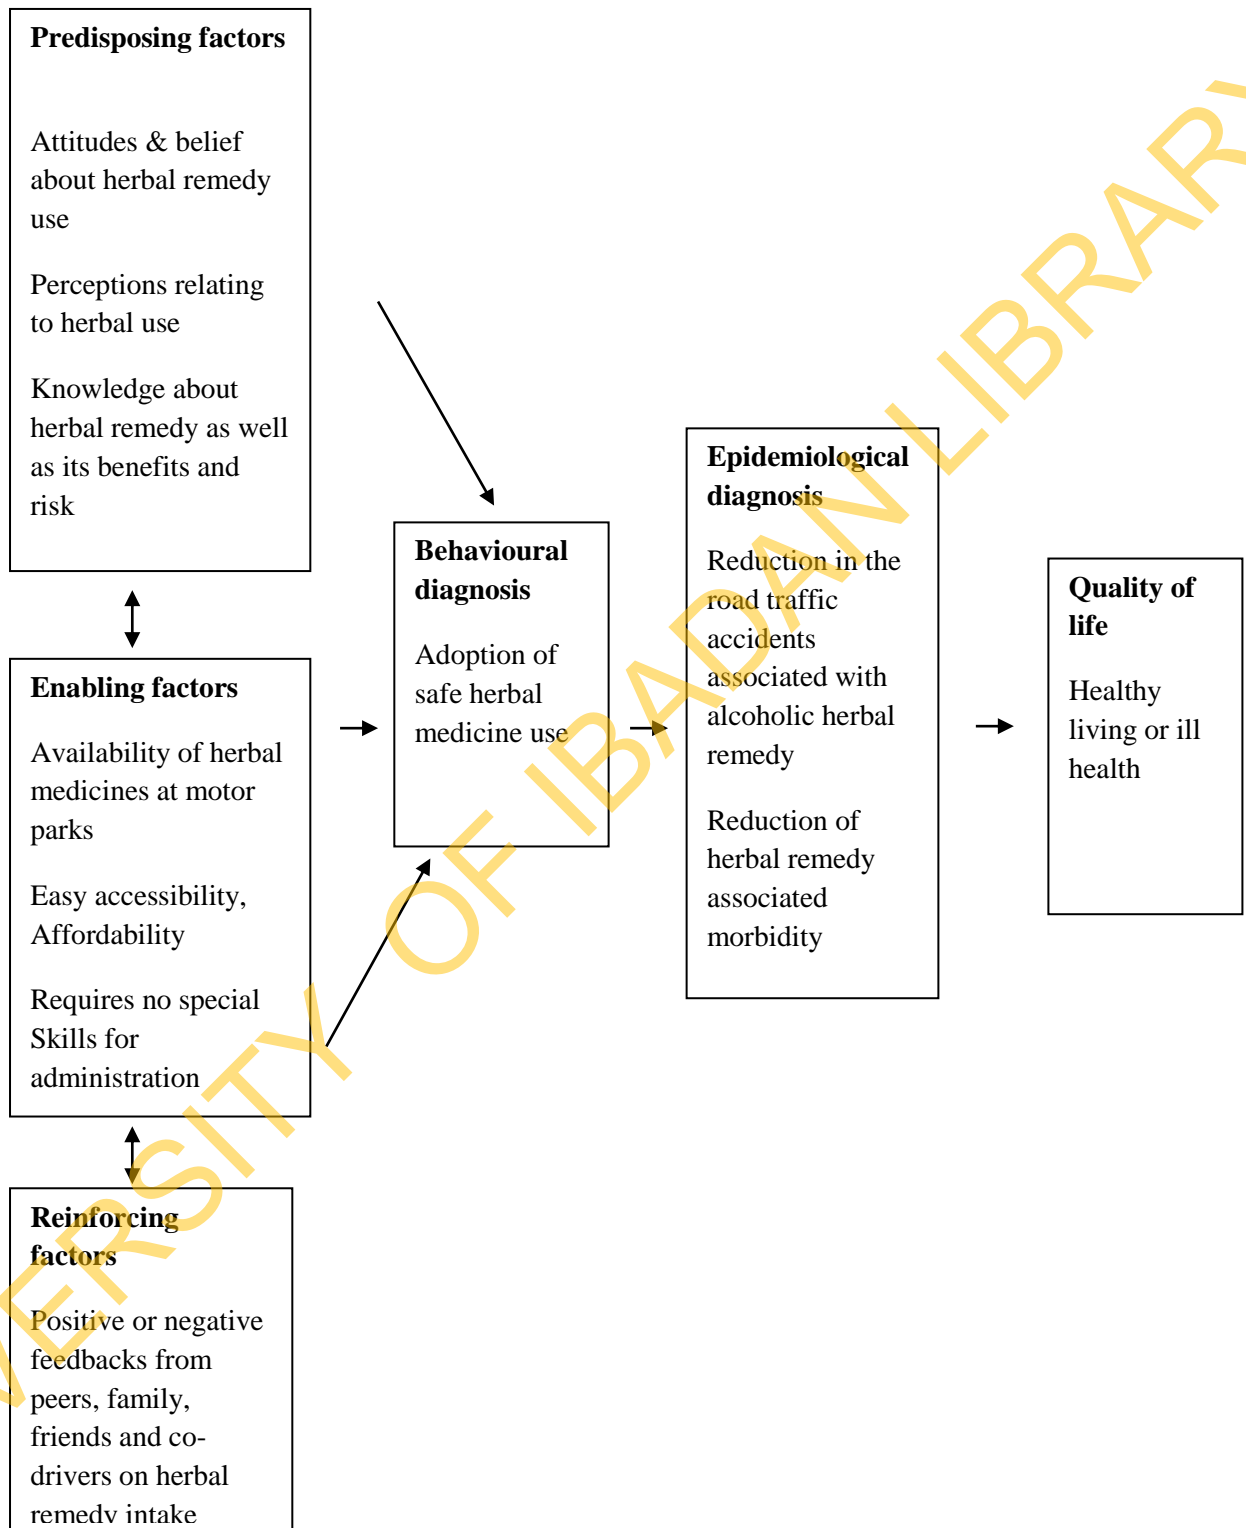 Predisposing factors
Attitudes & belief
about herbal remedy
use
Perceptions relating
to herbal use
Knowledge about
herbal remedy as well
as its benefits and
risk
Enabling factors
Availability of herbal
medicines at motor
parks
Easy accessibility,
Affordability
Requires no special
Skills for
administration
Reinforcing
factors
Positive or negative
feedbacks from
peers, family,
friends and co-
drivers on herbal
remedy intake
Behavioural
diagnosis
Adoption of
safe herbal
medicine use
Epidemiological
diagnosis
Reduction in the
road traffic
accidents
associated with
alcoholic herbal
remedy
Reduction of
herbal remedy
associated
morbidity
Quality of
life
Healthy
living or ill
health
VERSITY OF IBADAN LIBRARY